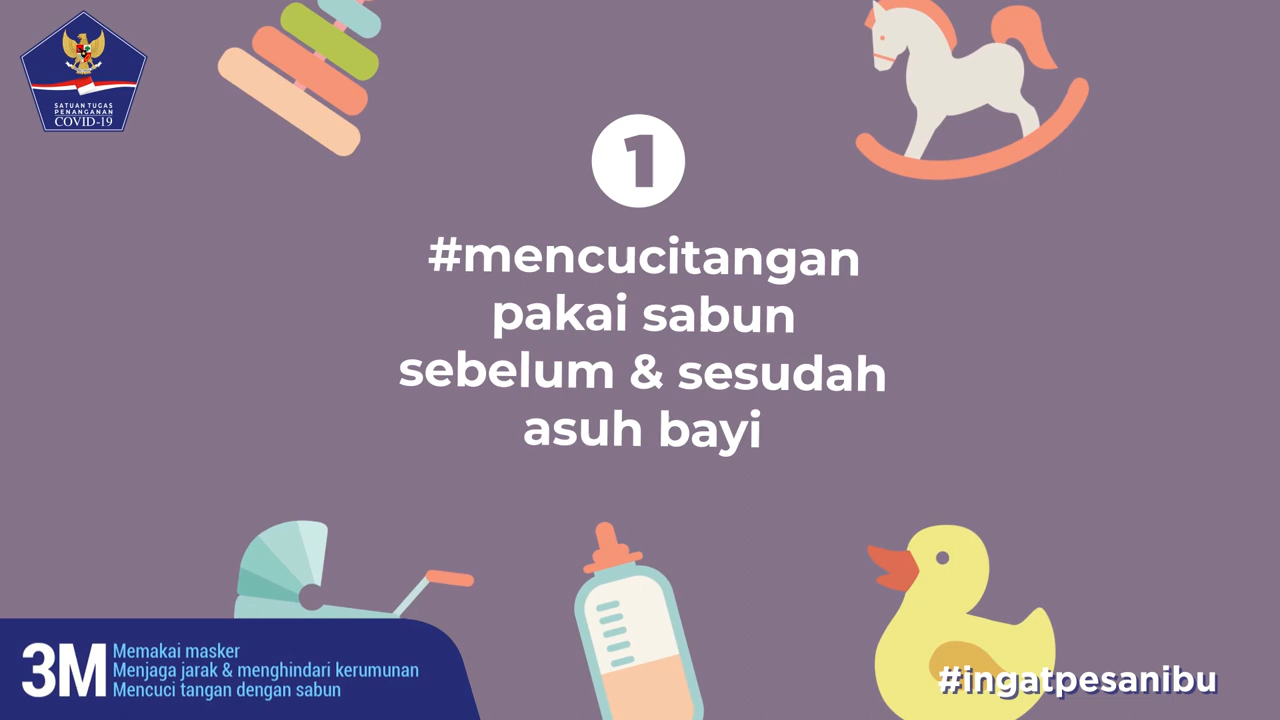 SATUAN TUGAS
PENANGANAN
COVID-19
1
#mencucitangan
pakai sabun
sebelum & sesudah
asuh bayi
3M
Memakai masker
Menjaga jarak & menghindari kerumunan
Mencuci tangan dengan sabun
#ingatpesanibu